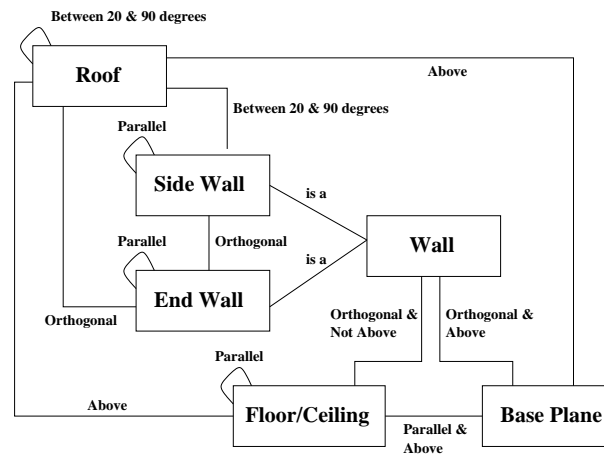 Between 20 & 90 degrees
Roof
Above
Between 20 & 90 degrees
Parallel
Side Wall
is a
Wall
Parallel
Orthogonal
is a
End Wall
Orthogonal
Orthogonal &
Not Above
Orthogonal &
Above
Parallel
Above
Floor/Ceiling
Parallel &
Above
Base Plane